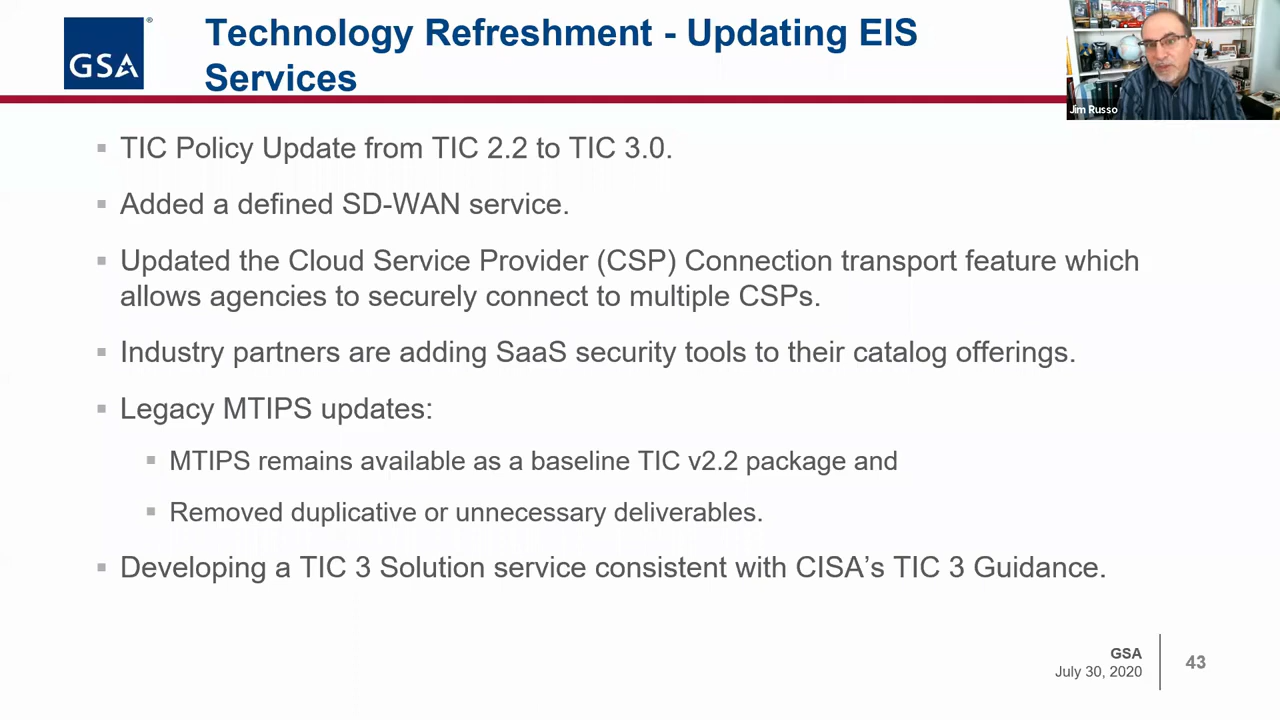 GSA
®
Technology Refreshment - Updating EIS
Services
Jim Russo
▪ TIC Policy Update from TIC 2.2 to TIC 3.0.
▪ Added a defined SD-WAN service.
▪ Updated the Cloud Service Provider (CSP) Connection transport feature which
allows agencies to securely connect to multiple CSPs.
▪ Industry partners are adding SaaS security tools to their catalog offerings.
▪ Legacy MTIPS updates:
▪ MTIPS remains available as a baseline TIC v2.2 package and
▪ Removed duplicative or unnecessary deliverables.
▪ Developing a TIC 3 Solution service consistent with CISA’s TIC 3 Guidance.
GSA
July 30, 2020
43